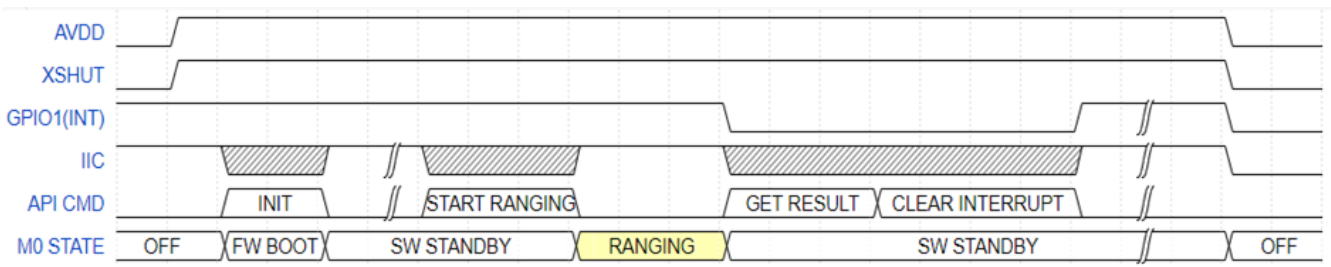 AVDD
XSHUT
GPIO1(INT)
IIC
API CMD INIT START RANGING GET RESULT CLEAR INTERRUPT
M0 STATE OFF FW BOOT SW STANDBY RANGING SW STANDBY OFF